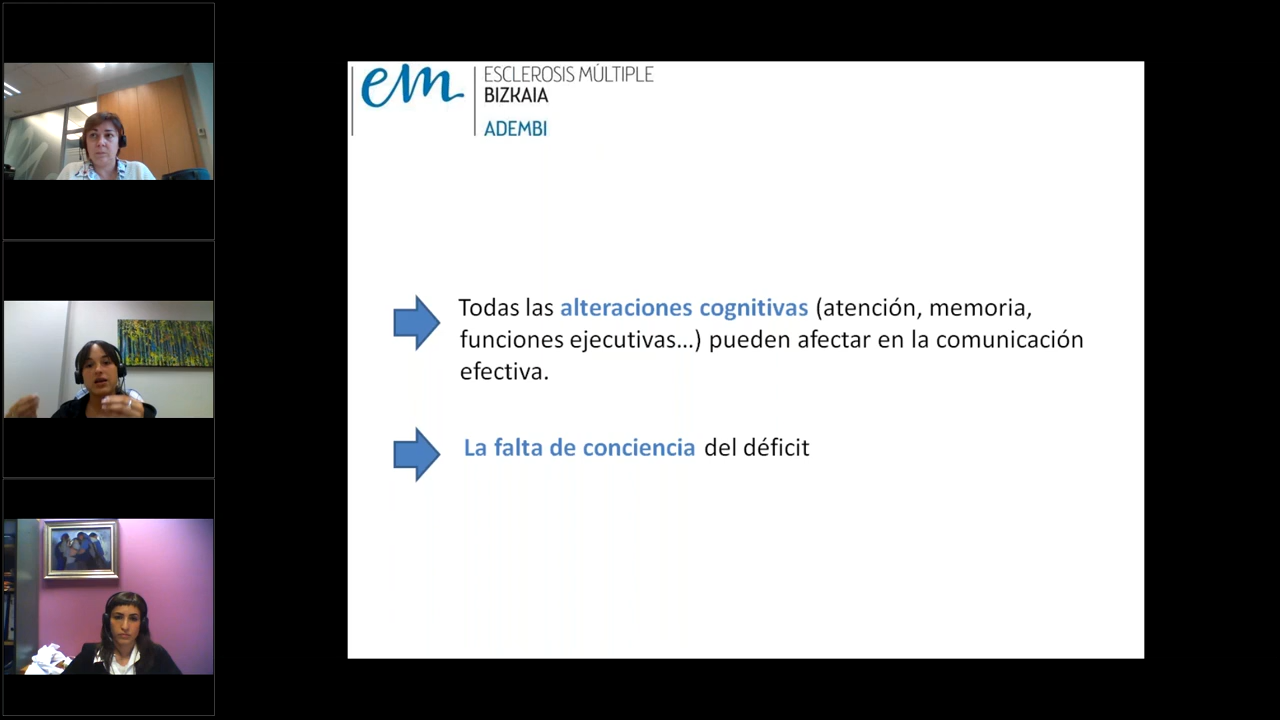 em
ESCLEROSIS MÚLTIPLE
BIZKAIA
ADEMBI
Todas las alteraciones cognitivas (atención, memoria,
funciones ejecutivas...) pueden afectar en la comunicación
efectiva.
La falta de conciencia del déficit